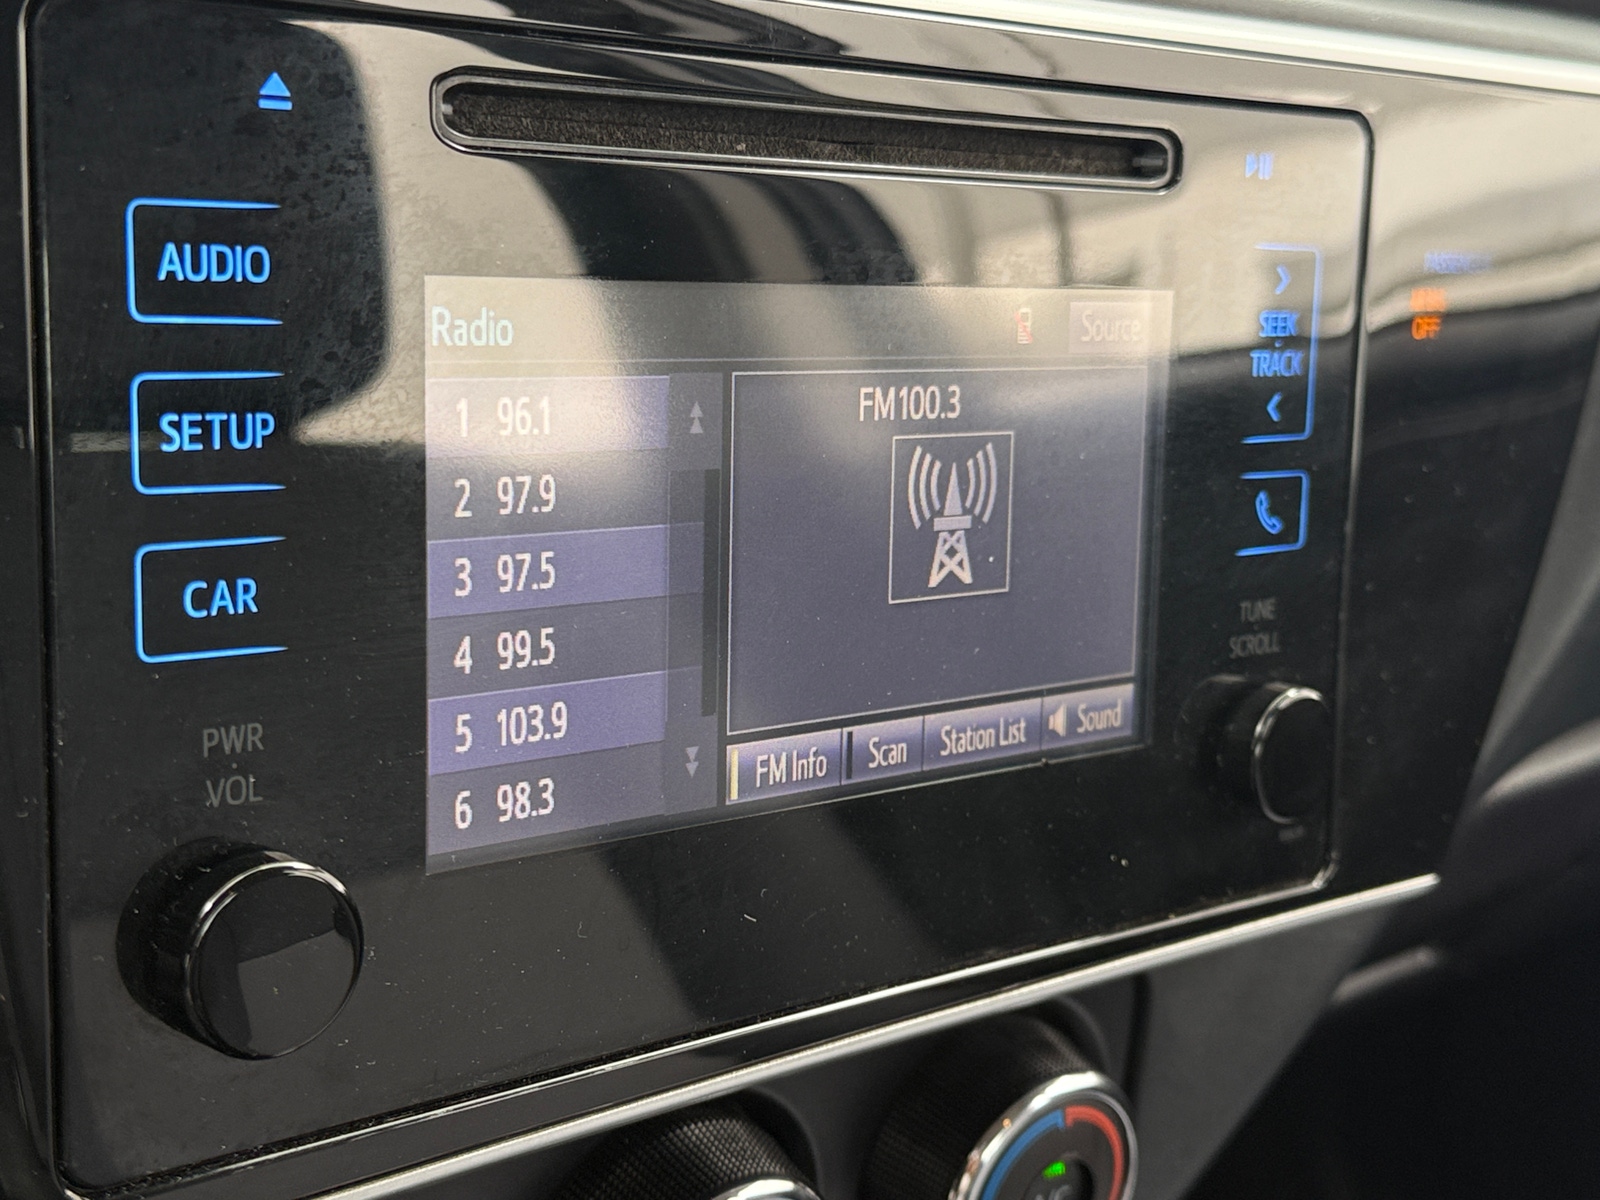 AUDIO
SETUP
CAR
PWR
VOL
Radio
Source
1 96.1
2 97.9
3 97.5
4 99.5
5 103.9
6 98.3
FM100.3
FM Info
Scan
Station List
Sound
SEEK
TRACK
TUNE
SCROLL
OFF